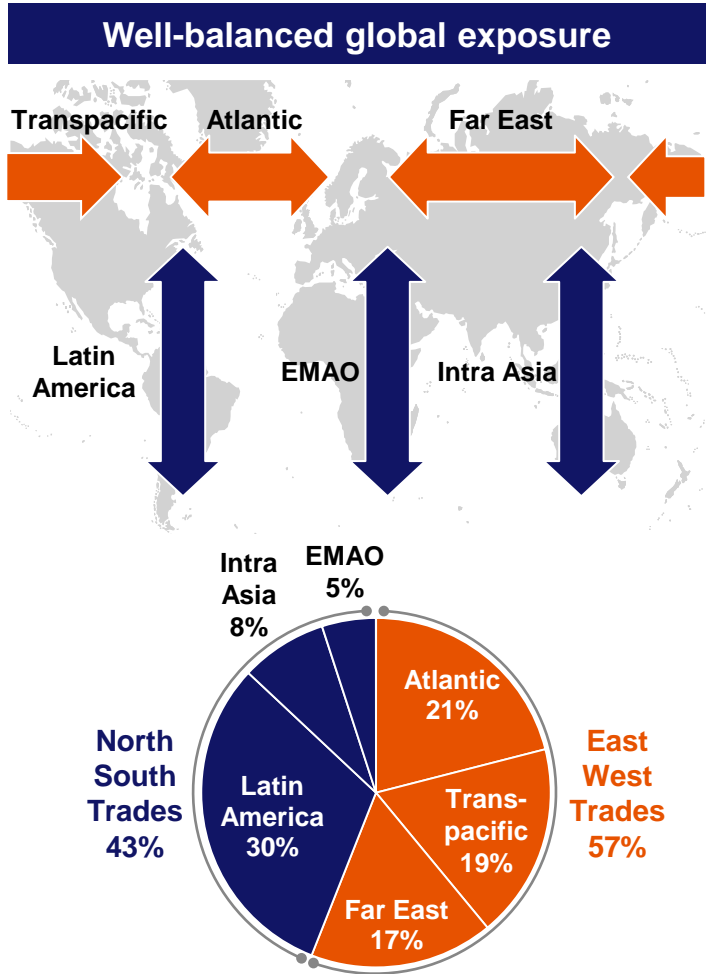 Well-balanced global exposure
Transpacific
Atlantic
Far East
Latin
America
EMAO
Intra Asia
Intra
Asia
8%
EMAO
5%
Atlantic
21%
North
South
Trades
43%
Latin
America
30%
Trans-
pacific
19%
East
West
Trades
57%
Far East
17%